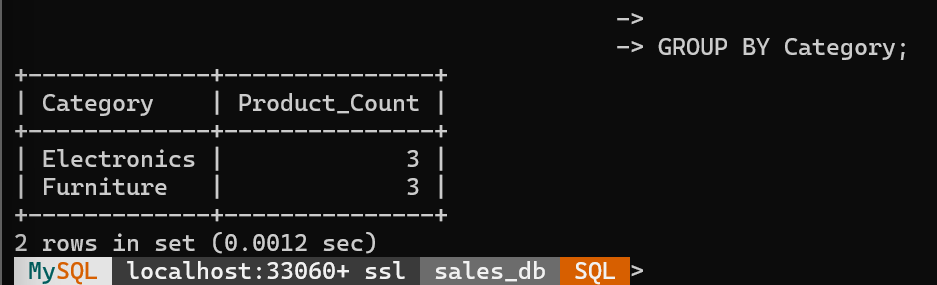 ->
-> GROUP BY Category;
+-------------+---------------+
| Category    | Product_Count |
+-------------+---------------+
| Electronics |             3 |
| Furniture   |             3 |
+-------------+---------------+
2 rows in set (0.0012 sec)
MySQL localhost:33060+ ssl sales_db SQL >